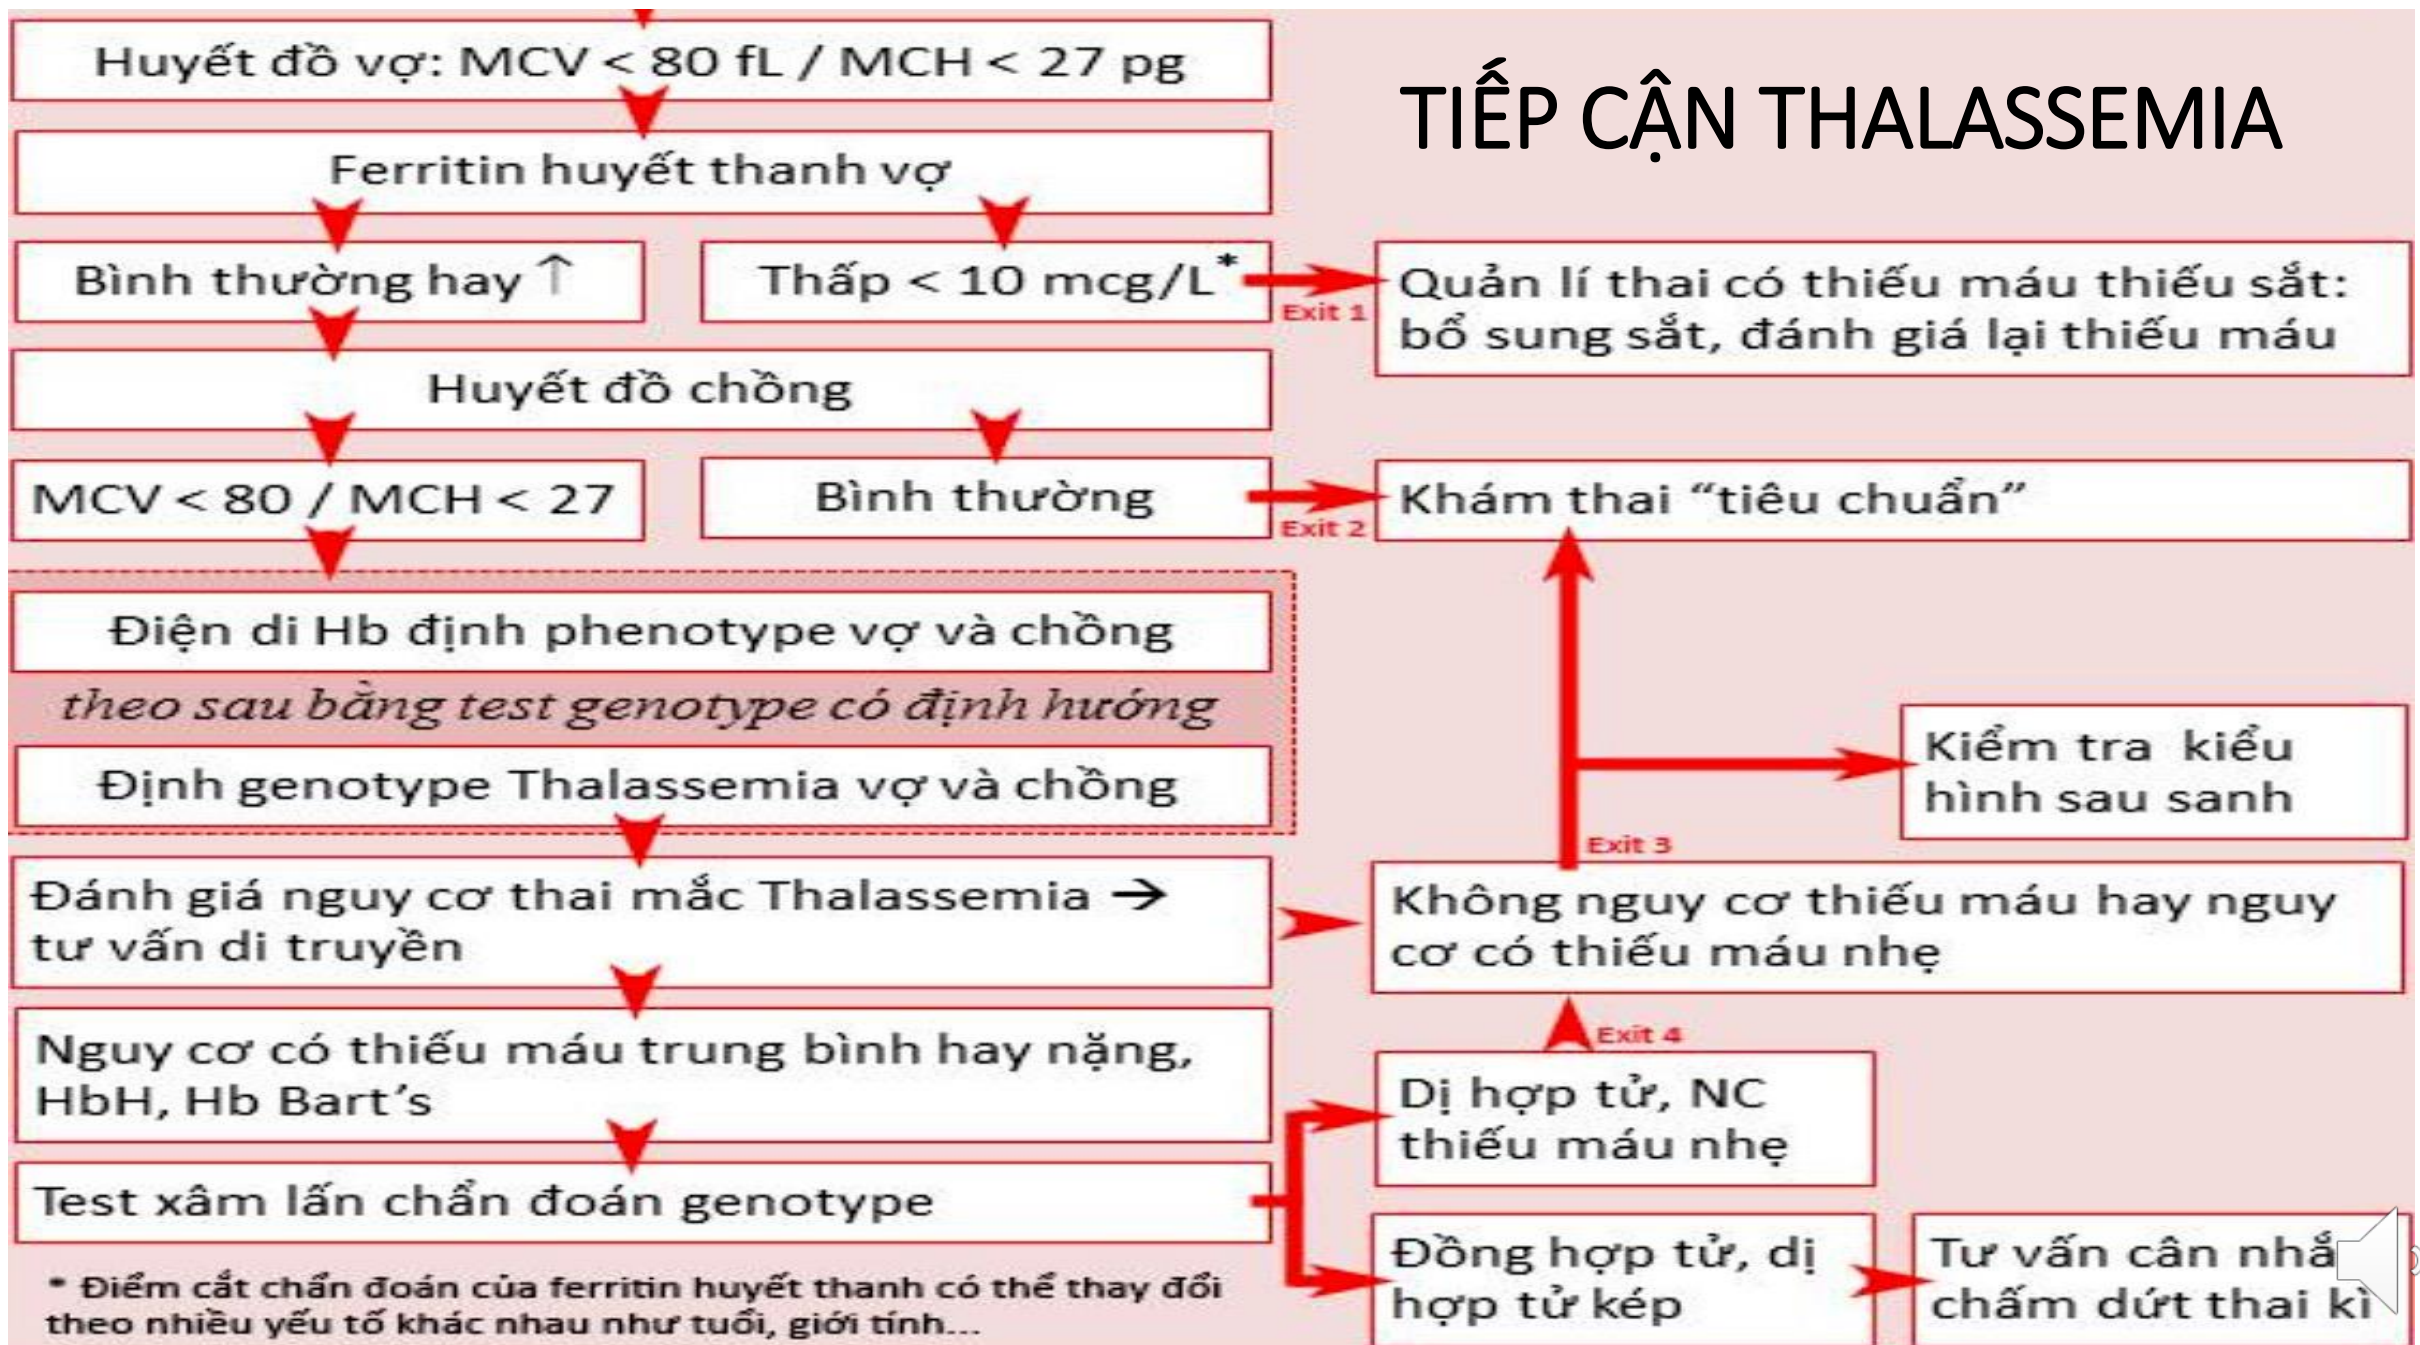 TIẾP CẬN THALASSEMIA
Huyết đồ vợ: MCV < 80 fL / MCH < 27 pg
Ferritin huyết thanh vợ
Bình thường hay ↑
Thấp < 10 mcg/L*
Exit 1
Quản lí thai có thiếu máu thiếu sắt:
bổ sung sắt, đánh giá lại thiếu máu
Huyết đồ chồng
MCV < 80 / MCH < 27
Bình thường
Exit 2
Khám thai “tiêu chuẩn”
Điện di Hb định phenotype vợ và chồng
theo sau bằng test genotype có định hướng
Định genotype Thalassemia vợ và chồng
Kiểm tra kiểu
hình sau sanh
Exit 3
Đánh giá nguy cơ thai mắc Thalassemia →
tư vấn di truyền
Không nguy cơ thiếu máu hay nguy
cơ có thiếu máu nhẹ
Exit 4
Nguy cơ có thiếu máu trung bình hay nặng,
HbH, Hb Bart’s
Dị hợp tử, NC
thiếu máu nhẹ
Test xâm lấn chẩn đoán genotype
Đồng hợp tử, dị
hợp tử kép
Tư vấn cân
chấm dứt thai kì
* Điểm cắt chẩn đoán của ferritin huyết thanh có thể thay đổi
theo nhiều yếu tố khác nhau như tuổi, giới tính...